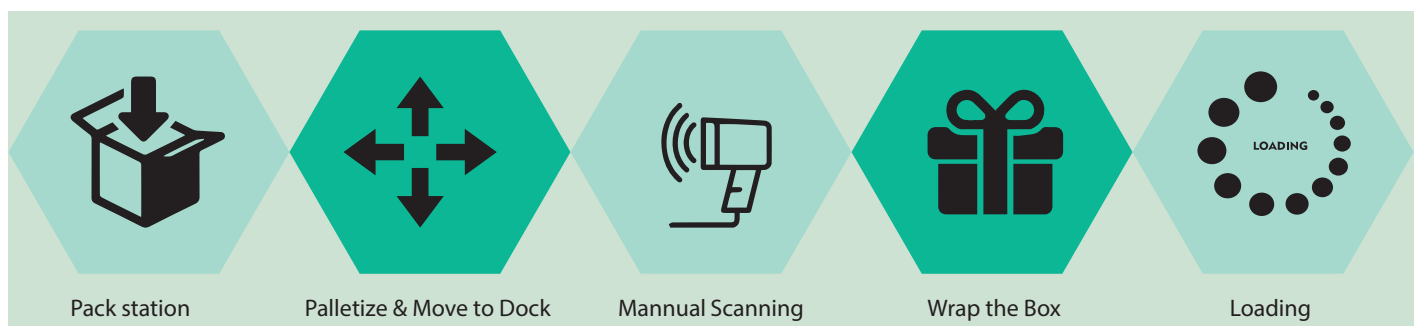 LOADING
Pack station
Palletize & Move to Dock
Mannual Scanning
Wrap the Box
Loading